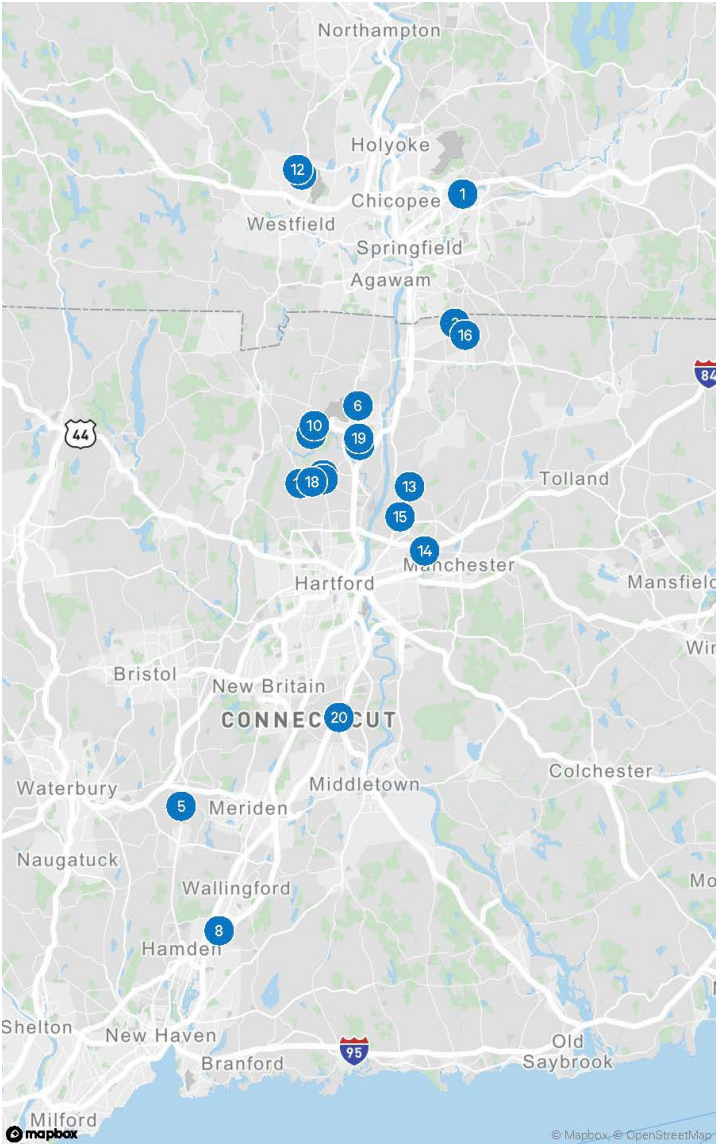 Northampton
Holyoke
12
1
Chicopee
Westfield
Springfield
Agawam
16
84
6
10
44
19
Tolland
18
13
15
14
Manchester
Hartford
Mansfield
Bristol
New Britain
20
CONNECTICUT
Colchester
Middletown
Waterbury
5
Meriden
Naugatuck
Wallingford
8
Hamden
Shelton
New Haven
95
Old
Saybrook
Branford
Milford
mapbox
© Mapbox, © OpenStreetMap